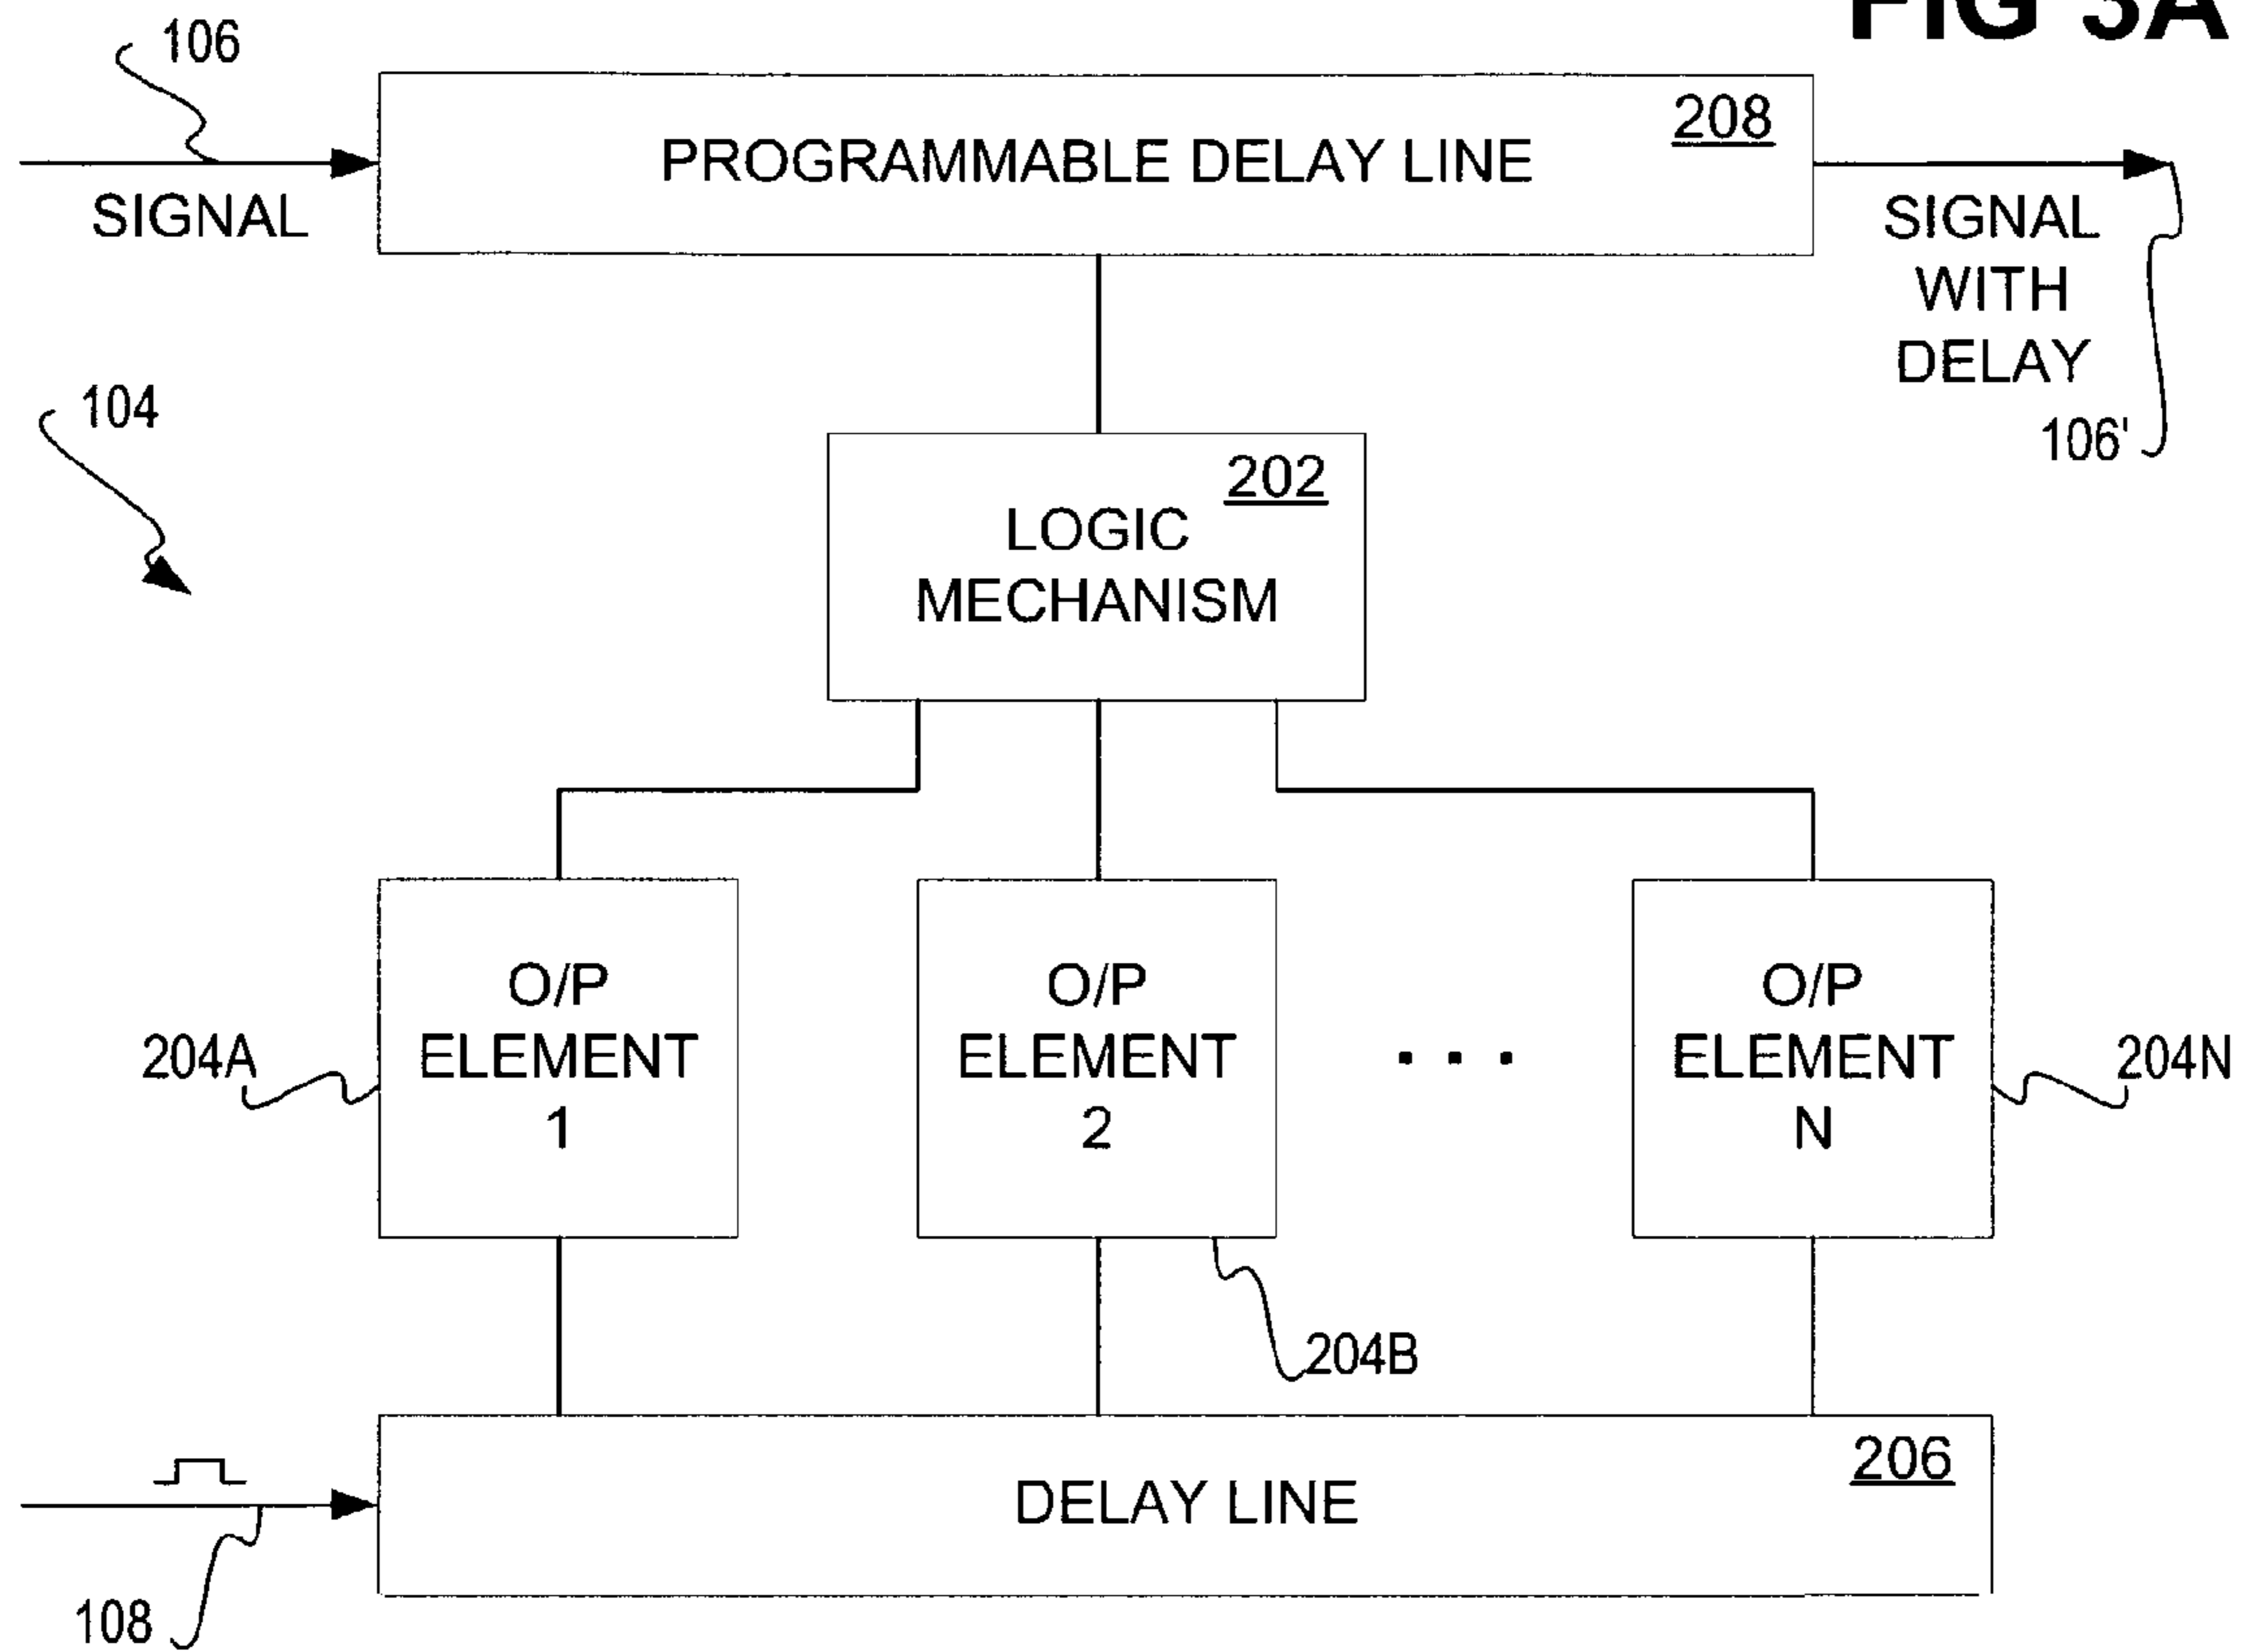 FIG 3A
106
208
PROGRAMMABLE DELAY LINE
SIGNAL
SIGNAL
WITH
DELAY
106'
104
202
LOGIC
MECHANISM
O/P
ELEMENT
1
O/P
ELEMENT
2
. . .
O/P
ELEMENT
N
204A
204N
204B
206
DELAY LINE
108